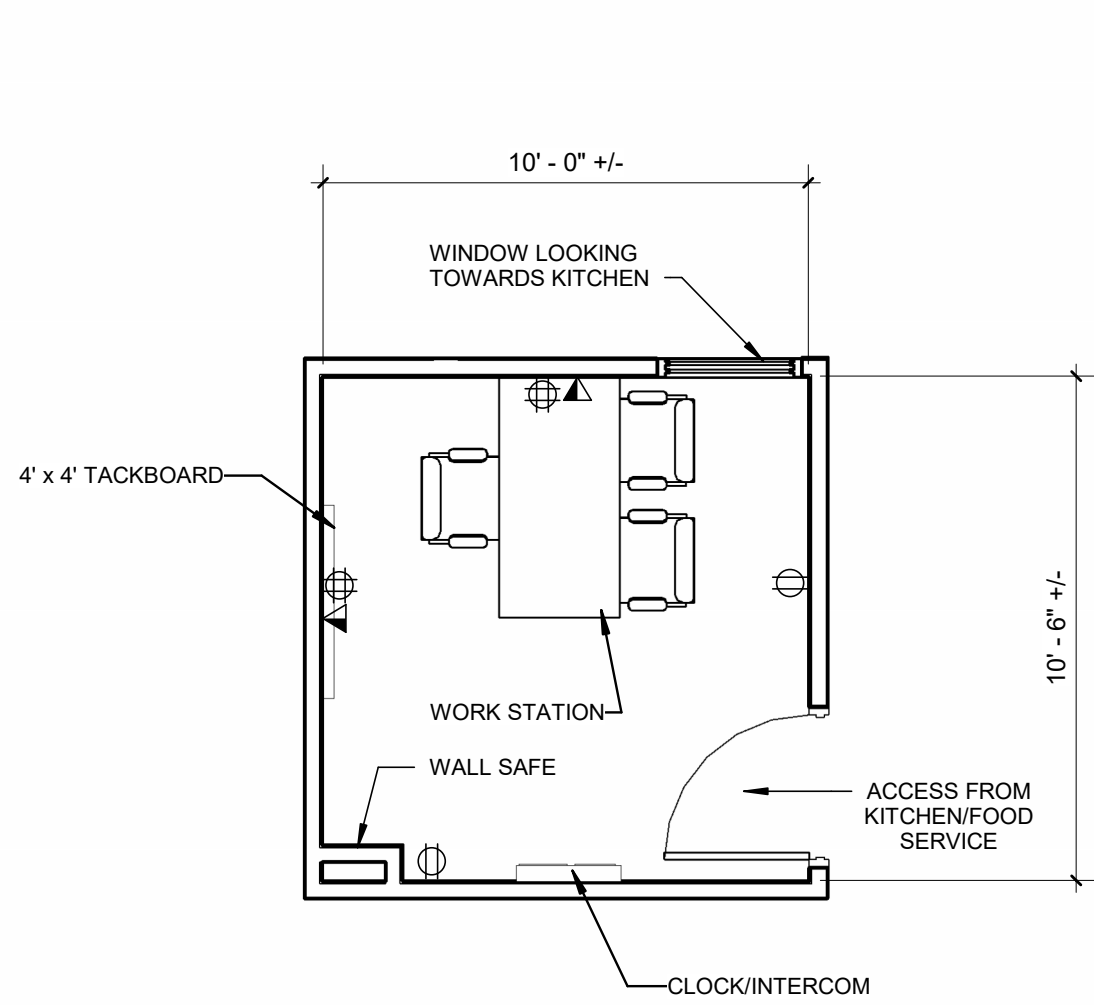 10' - 0" +/-
WINDOW LOOKING
TOWARDS KITCHEN
4' x 4' TACKBOARD
10' - 6" +/-
WORK STATION
WALL SAFE
ACCESS FROM
KITCHEN/FOOD
SERVICE
CLOCK/INTERCOM